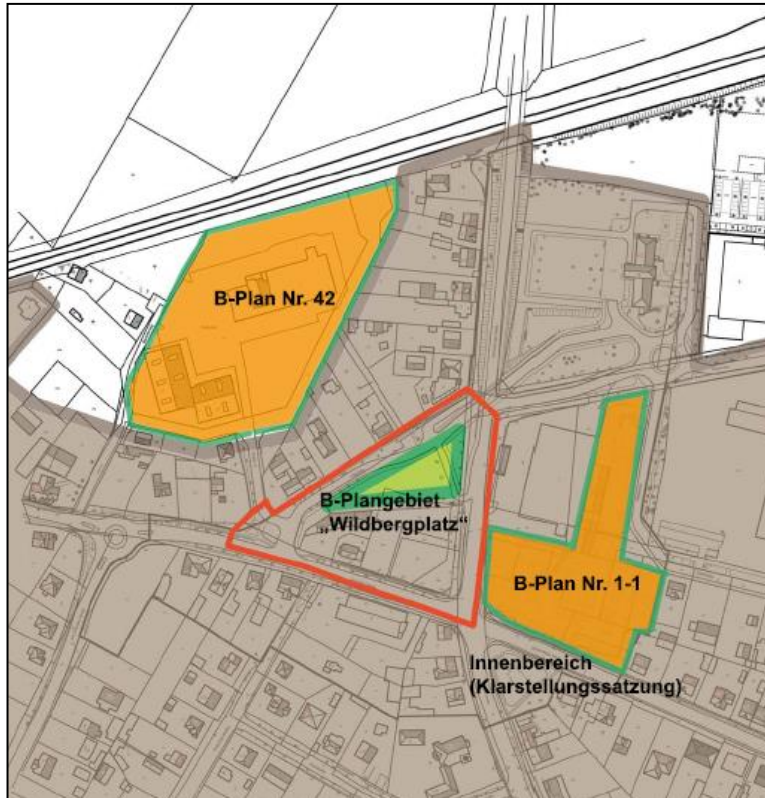 B-Plan Nr. 42
B-Plangebiet
„Wildbergplatz“
B-Plan Nr. 1-1
Innenbereich
(Klarstellungssatzung)